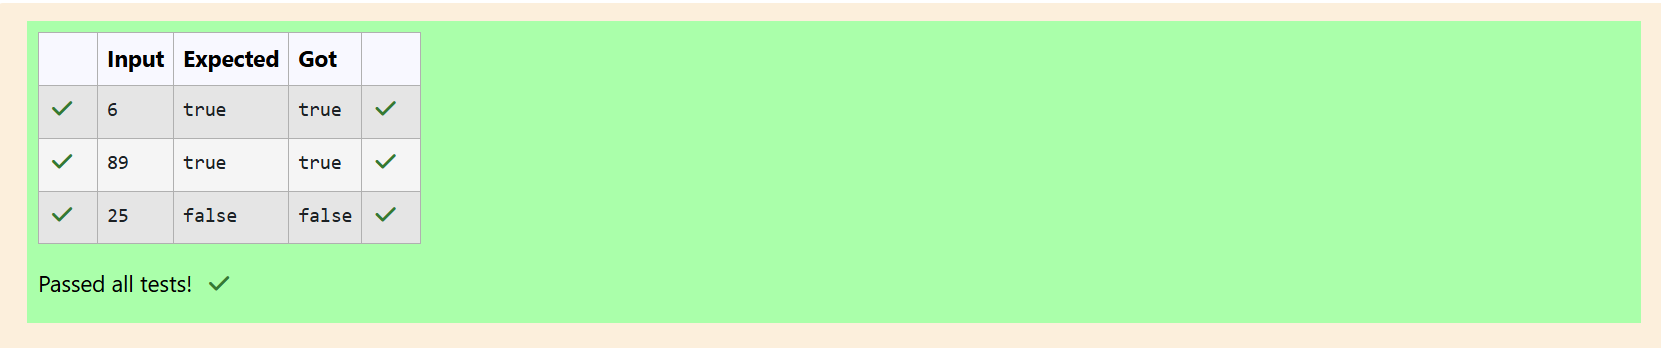 Input Expected Got
6 true true
89 true true
25 false false
Passed all tests!